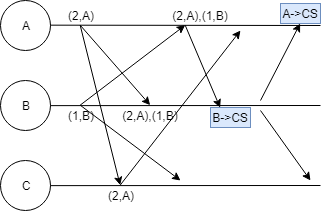 A->CS
(2,A)
(2,A),(1,B)
A
B
(1,B)
(2,A),(1,B)
B->CS
C
(2,A)